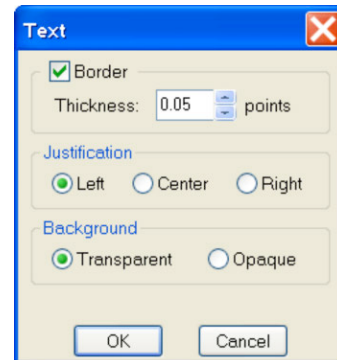 Text
Border
Thickness: 0.05 points
Justification
Left Center Right
Background
Transparent Opaque
OK Cancel